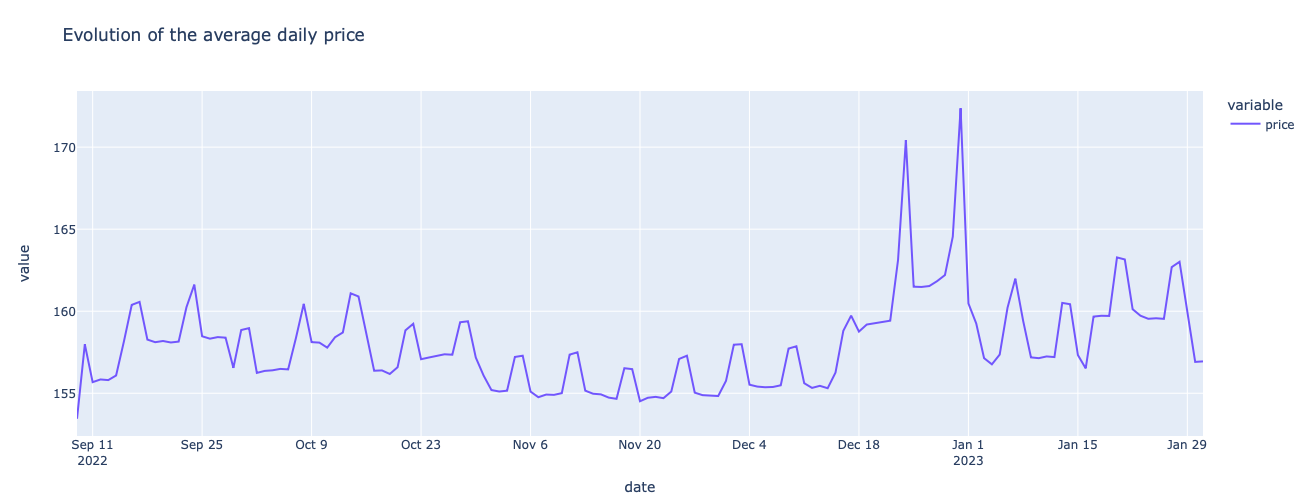 Evolution of the average daily price
variable
price
170
165
160
155
value
Sep 11
2022
Sep 25
Oct 9
Oct 23
Nov 6
Nov 20
Dec 4
Dec 18
Jan 1
2023
Jan 15
Jan 29
date